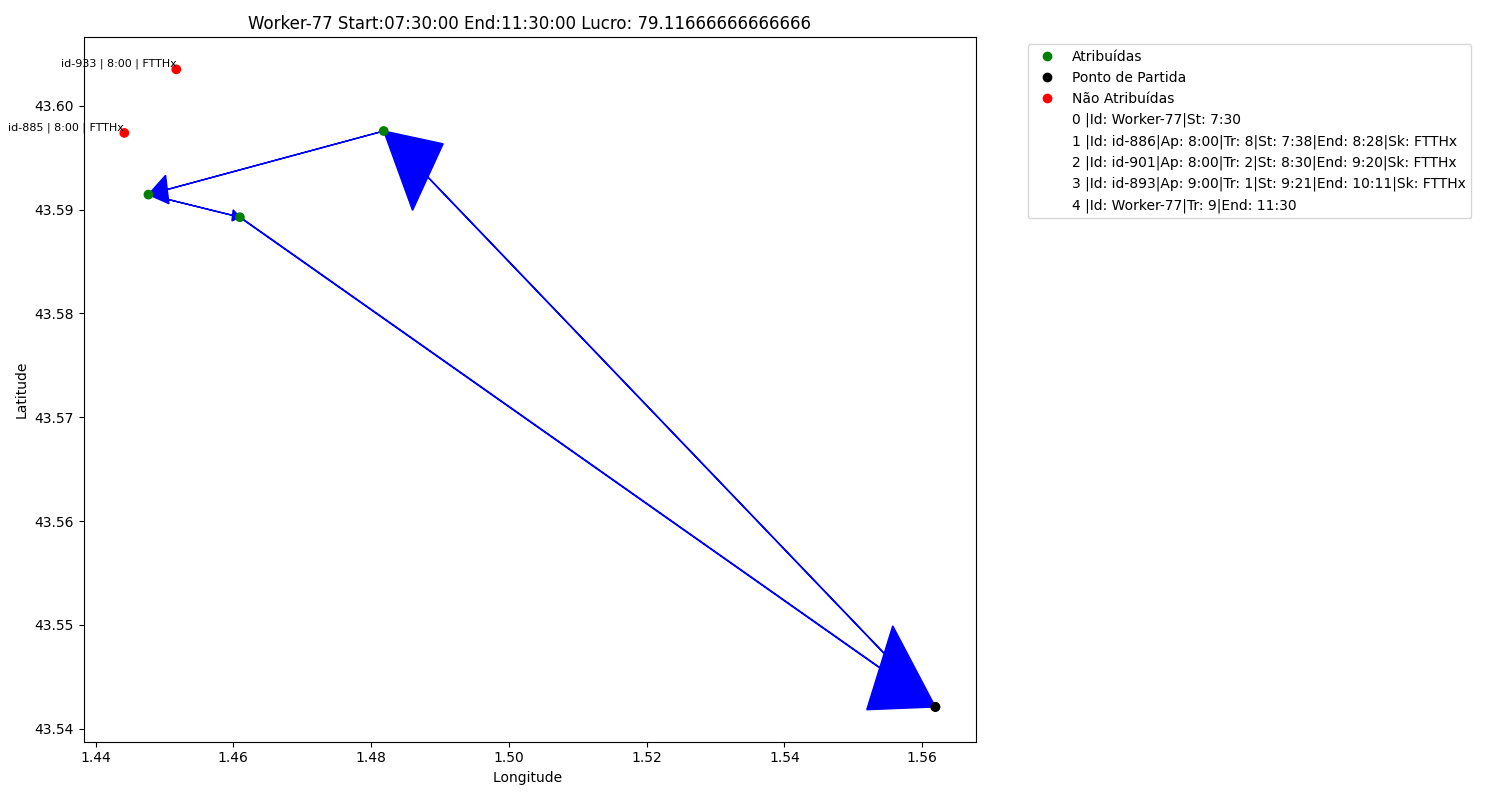 Worker-77 Start:07:30:00 End:11:30:00 Lucro: 79.11666666666666
id-933 | 8:00 | FTTHx
id-885 | 8:00 | FTTHx
43.60
43.59
43.58
43.57
43.56
43.55
43.54
Latitude
1.44 1.46 1.48 1.50 1.52 1.54 1.56
Longitude
Atribuídas
Ponto de Partida
Não Atribuídas
0 |Id: Worker-77|St: 7:30
1 |Id: id-886|Ap: 8:00|Tr: 8|St: 7:38|End: 8:28|Sk: FTTHx
2 |Id: id-901|Ap: 8:00|Tr: 2|St: 8:30|End: 9:20|Sk: FTTHx
3 |Id: id-893|Ap: 9:00|Tr: 1|St: 9:21|End: 10:11|Sk: FTTHx
4 |Id: Worker-77|Tr: 9|End: 11:30